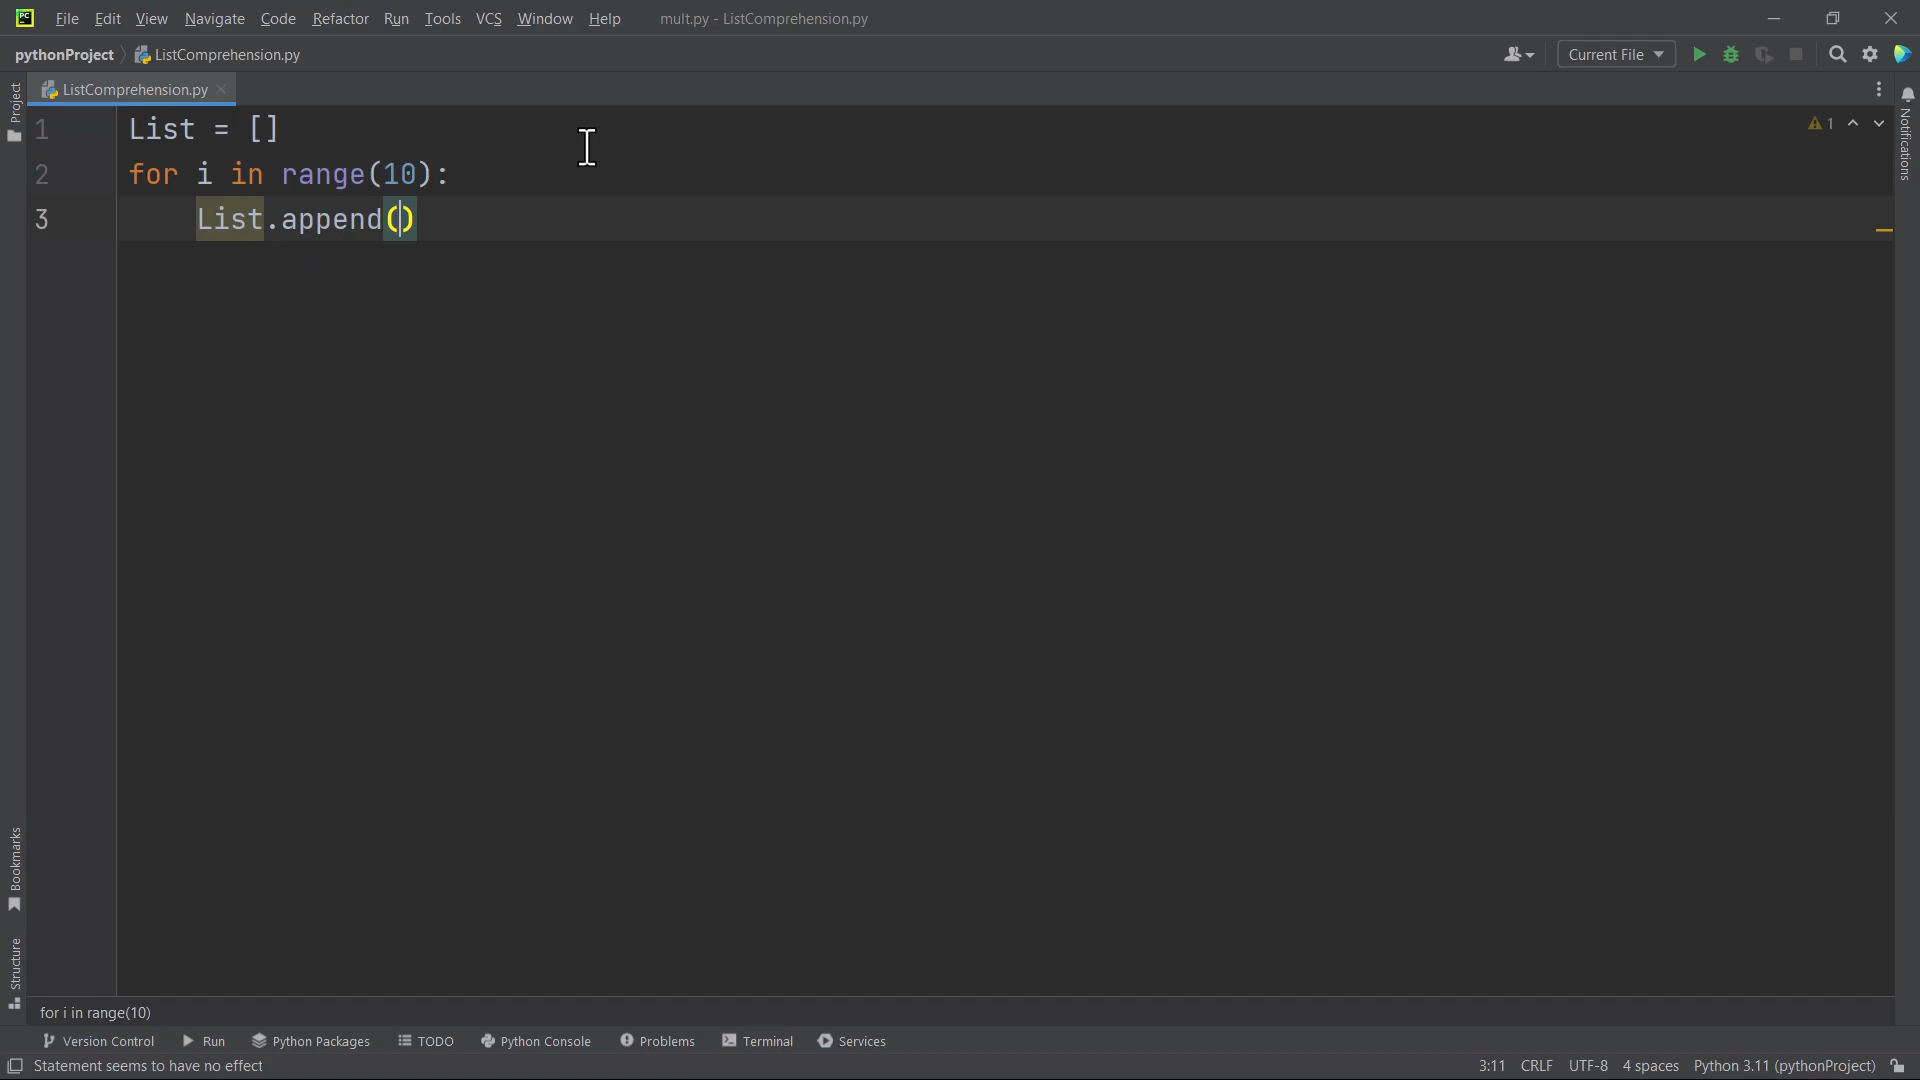 PC File Edit View Navigate Code Refactor Run Tools VCS Window Help mult.py - ListComprehension.py
pythonProject ListComprehension.py Current File
ListComprehension.py
Project
Notifications
1 List = []
1
2 for i in range(10):
3     List.append()
Bookmarks
Structure
for i in range(10)
Version Control Run Python Packages TODO Python Console Problems Terminal Services
Statement seems to have no effect 3:11 CRLF UTF-8 4 spaces Python 3.11 (pythonProject)